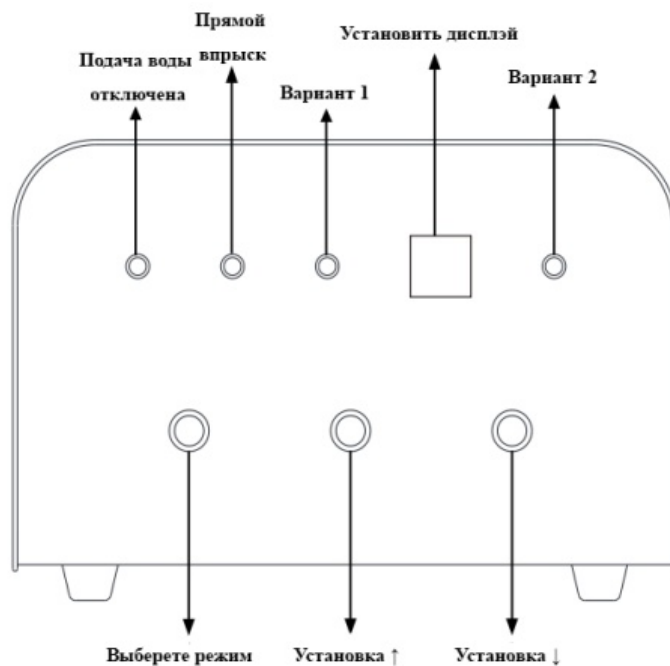 Прямой
впрыск
Установить дисплэй
Подача воды
отключена
Вариант 1
Вариант 2
Выберете режим
Установка ↑
Установка ↓